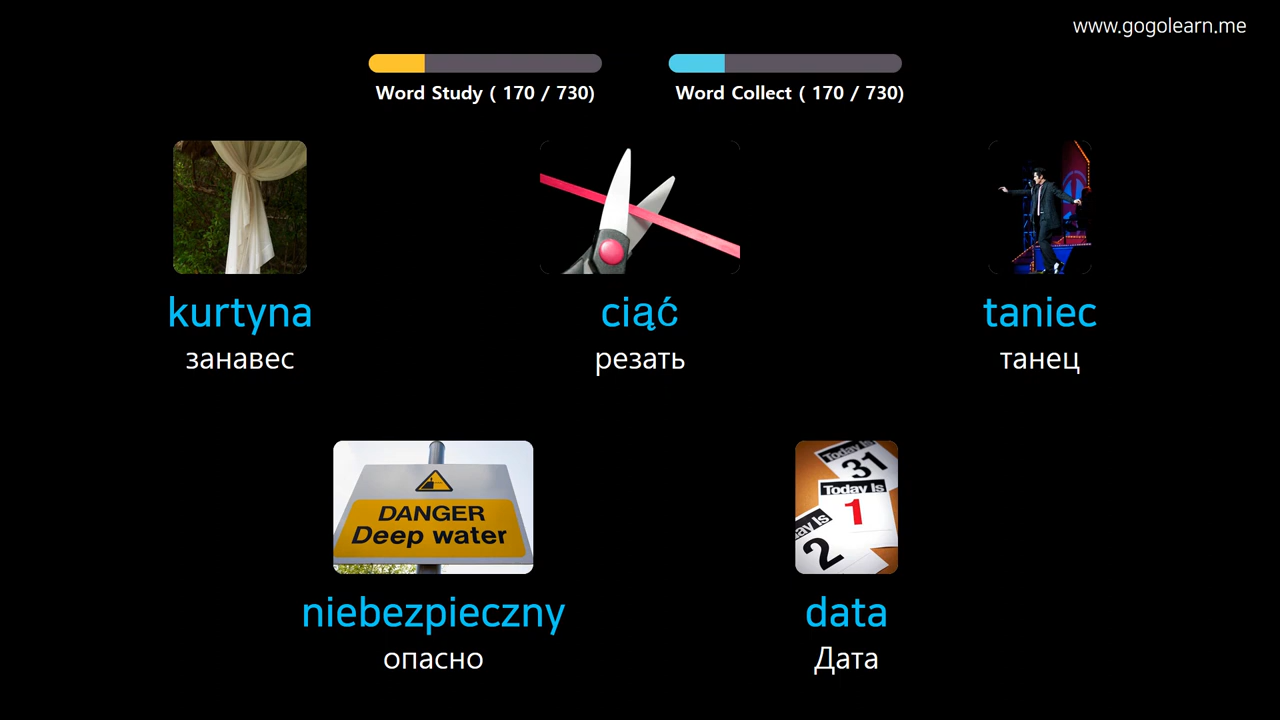 www.gogolearn.me
Word Study ( 170 / 730)
Word Collect ( 170 / 730)
kurtyna
занавес
ciąć
резать
taniec
танец
DANGER
Deep water
niebezpieczny
опасно
Today Is
31
Today Is
1
ay Is
2
data
Дата